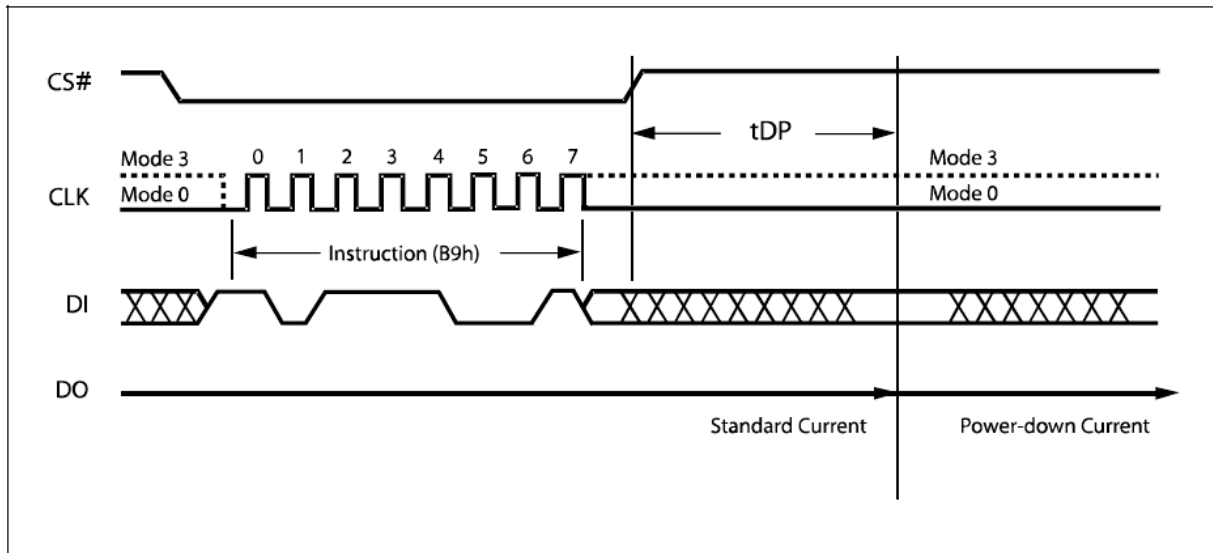 CS#
tDP
Mode 3 0 1 2 3 4 5 6 7 Mode 3
CLK Mode 0 Mode 0
Instruction (B9h)
DI
DO
Standard Current Power-down Current